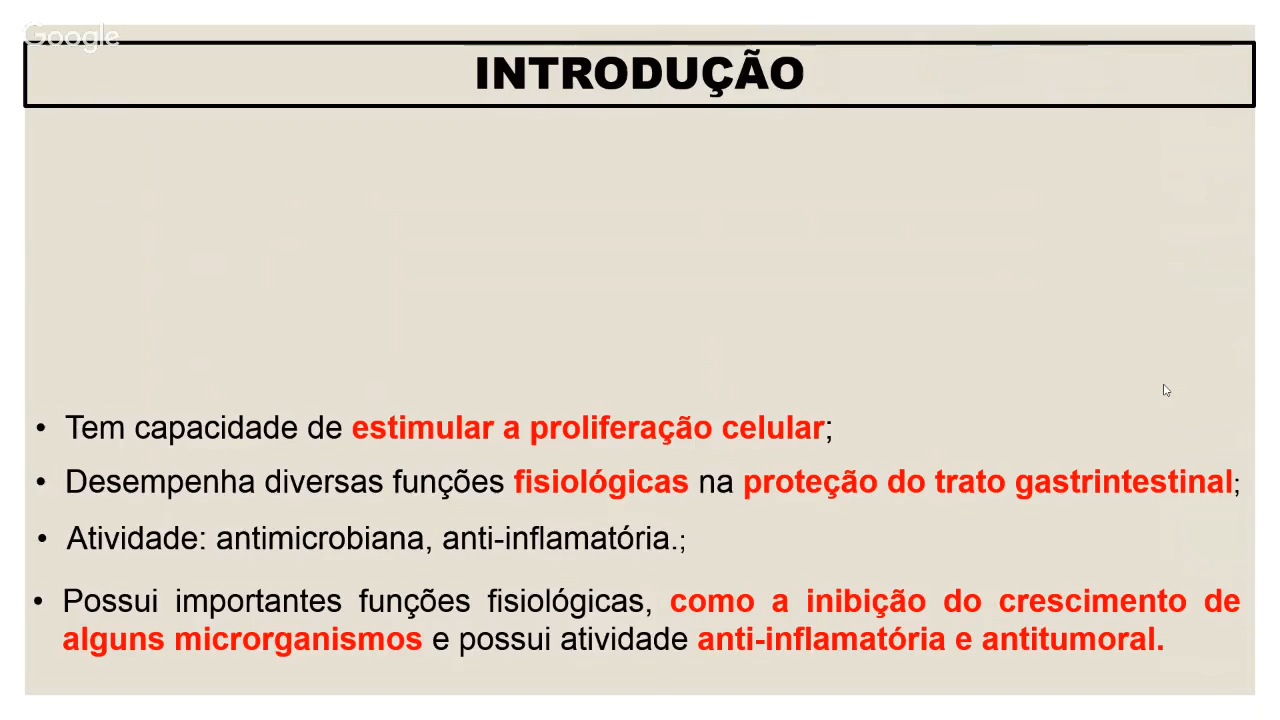 Google
INTRODUÇÃO
• Tem capacidade de estimular a proliferação celular;
• Desempenha diversas funções fisiológicas na proteção do trato gastrintestinal;
• Atividade: antimicrobiana, anti-inflamatória.;
• Possui importantes funções fisiológicas, como a inibição do crescimento de
alguns microrganismos e possui atividade anti-inflamatória e antitumoral.